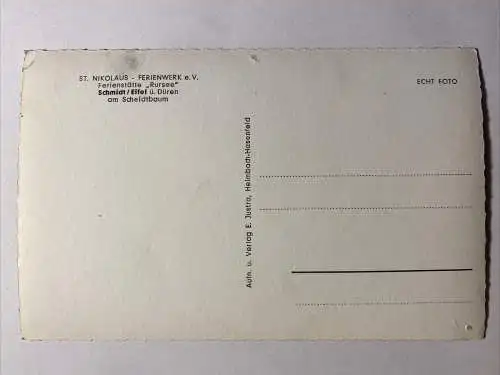 ST. NIKOLAUS - FERIENWERK e.V.
Ferienstätte „Rursee"
Schmidt/Eifel ü. Düren
am Scheidtbaum
ECHT FOTO
Aufn. u. Verlag E. Justra, Heimbach-Hasenfeld